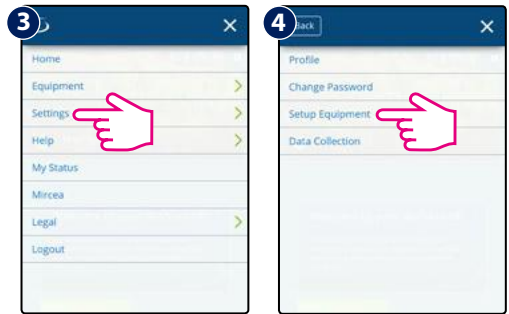 3
Home
Equipment
Settings
Help
My Status
Mircea
Legal
Logout
4
Back
Profile
Change Password
Setup Equipment
Data Collection